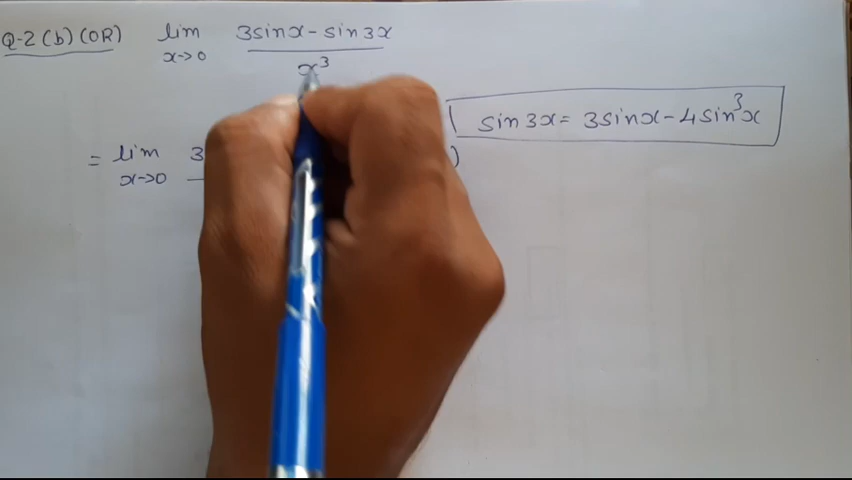 Q-2 (b) (OR) lim x→0 3sinx - sin3x / x³
( sin3x = 3sinx - 4sin³x
= lim x→0 3 )